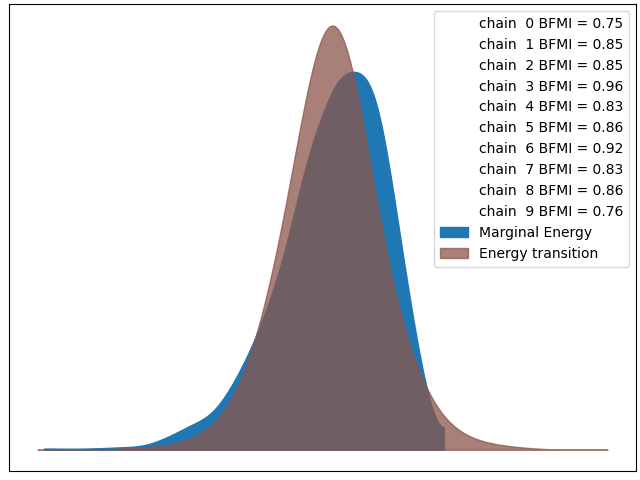 chain  0 BFMI = 0.75
chain  1 BFMI = 0.85
chain  2 BFMI = 0.85
chain  3 BFMI = 0.96
chain  4 BFMI = 0.83
chain  5 BFMI = 0.86
chain  6 BFMI = 0.92
chain  7 BFMI = 0.83
chain  8 BFMI = 0.86
chain  9 BFMI = 0.76
Marginal Energy
Energy transition